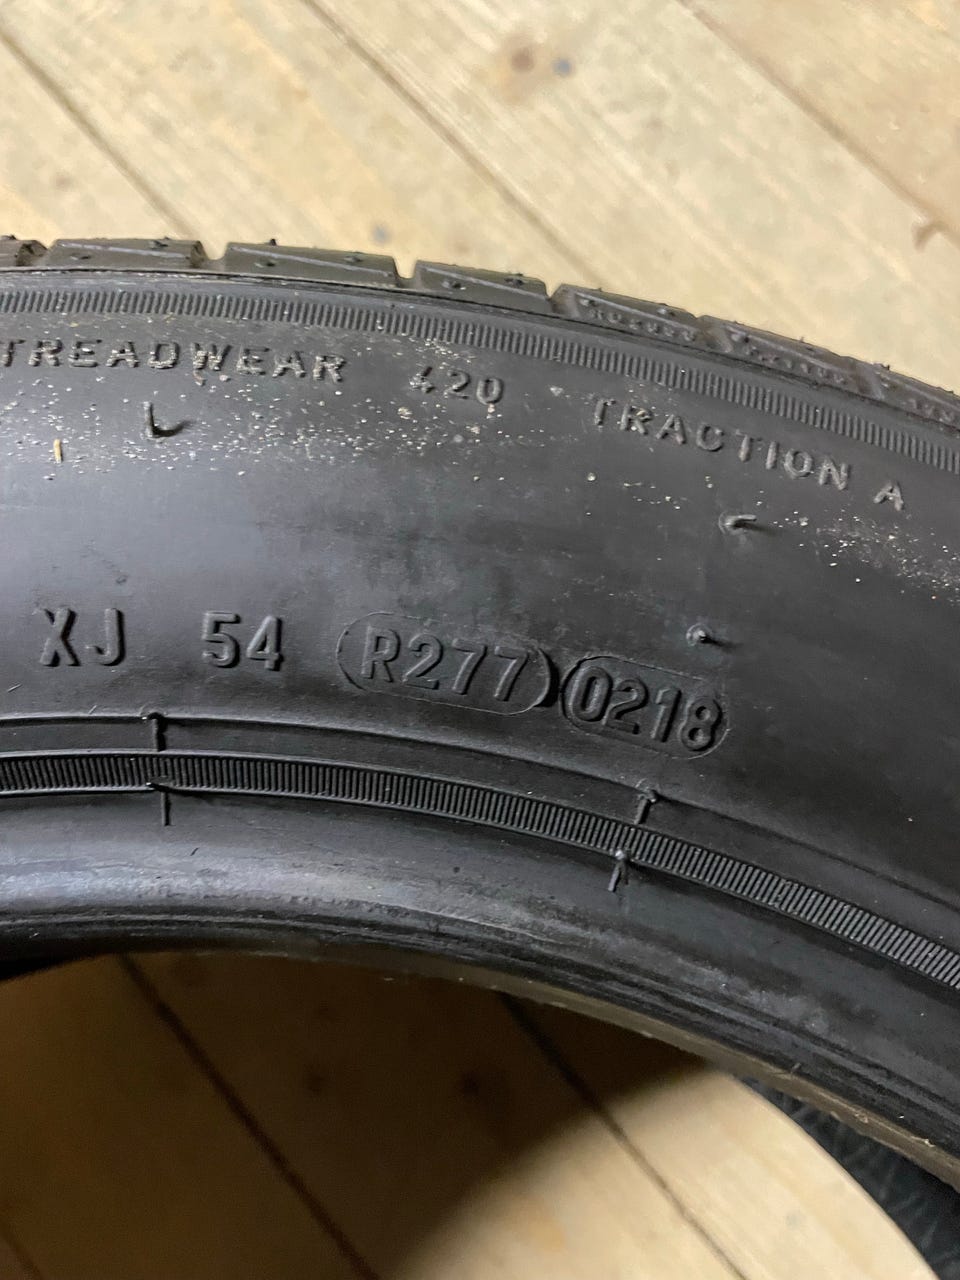 TREADWEAR 420 TRACTION A
XJ 54 R277 0218